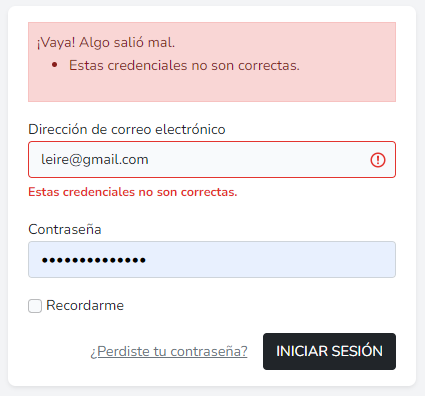 ¡Vaya! Algo salió mal.
• Estas credenciales no son correctas.
Dirección de correo electrónico
leire@gmail.com
Estas credenciales no son correctas.
Contraseña
••••••••••••••
Recordarme
¿Perdiste tu contraseña?
INICIAR SESIÓN